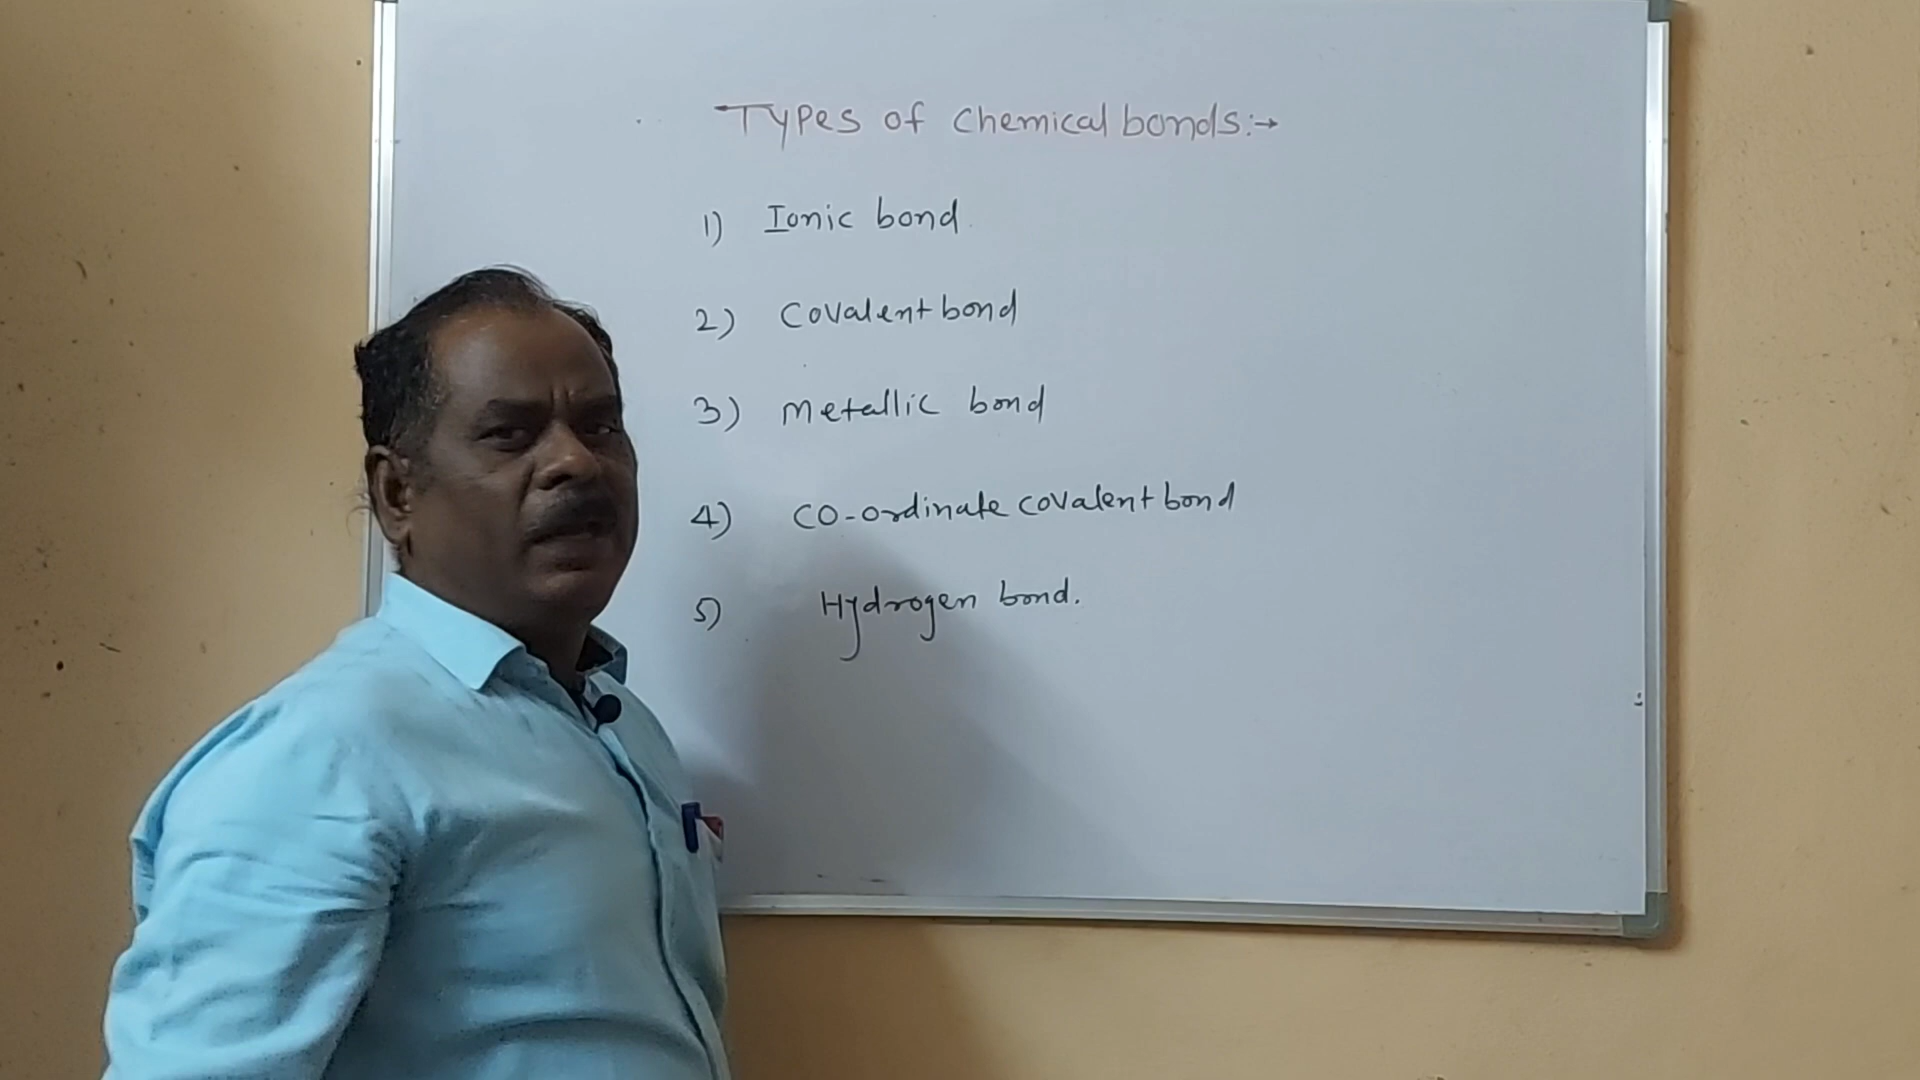 Types of chemical bonds:→
1) Ionic bond
2) Covalent bond
3) Metallic bond
4) CO-ordinate covalent bond
5) Hydrogen bond.